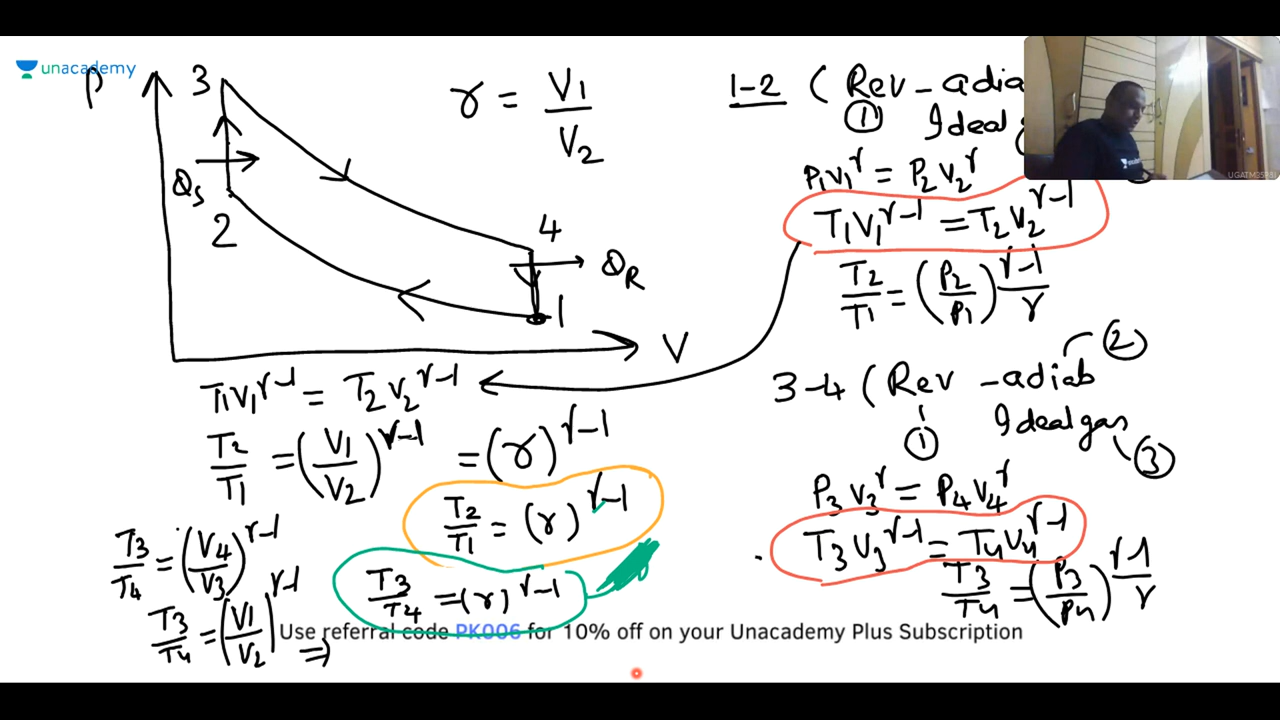 unacademy
P
3
Qs
2
4
QR
1
V
r = V1/V2
1-2 ( Rev - adia
① Ideal g
P1V1^γ = P2V2^γ
T1V1^γ-1 = T2V2^γ-1
T2/T1 = (P2/P1)^γ-1/γ
T1V1^γ-1 = T2V2^γ-1
T2/T1 = (V1/V2)^γ-1 = (r)^γ-1
T2/T1 = (r)^γ-1
T3/T4 = (V4/V3)^γ-1
T3/T4 = (V1/V2)^γ-1 ⇒
T3/T4 = (r)^γ-1
②
3-4 ( Rev - adiab
① Ideal gas
③
P3V3^γ = P4V4^γ
T3V3^γ-1 = T4V4^γ-1
T3/T4 = (P3/P4)^γ-1/γ
Use referral code PK006 for 10% off on your Unacademy Plus Subscription